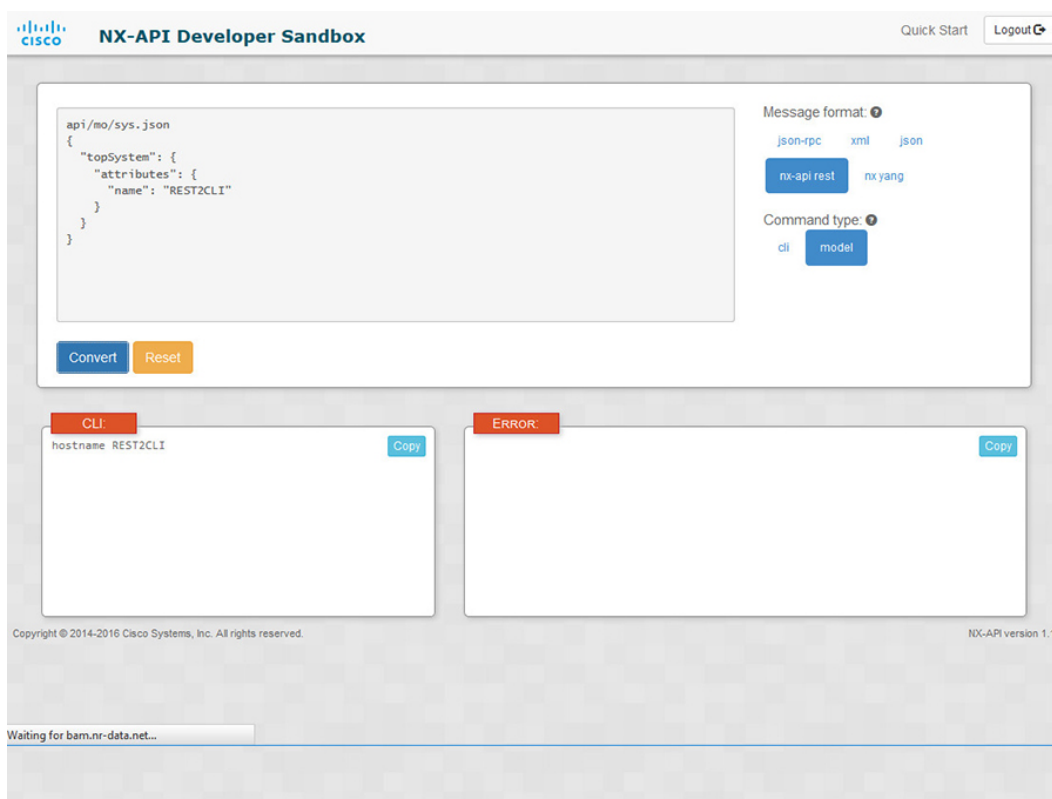 CISCO
NX-API Developer Sandbox
Quick Start
Logout
api/mo/sys.json
{
"topSystem": {
"attributes": {
"name": "REST2CLI"
}
}
}
Message format:
json-rpc xml json
nx-api rest nx yang
Command type:
cli model
Convert Reset
CLI:
hostname REST2CLI
Copy
ERROR:
Copy
Copyright © 2014-2016 Cisco Systems, Inc. All rights reserved.
NX-API version 1.
Waiting for bam.nr-data.net...